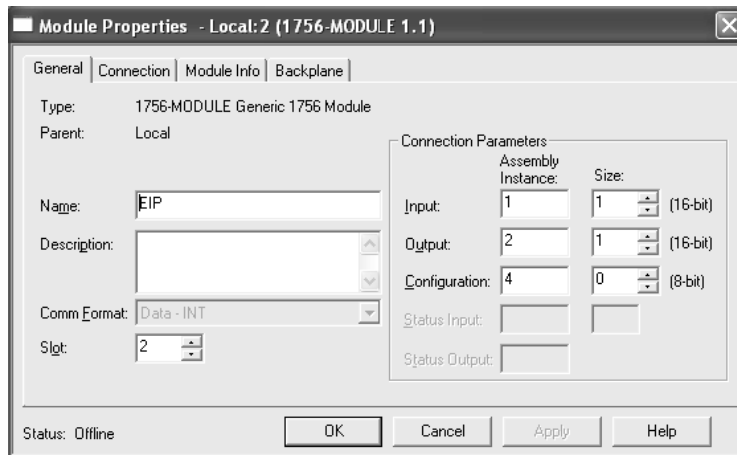 Module Properties - Local:2 (1756-MODULE 1.1)
General Connection Module Info Backplane
Type: 1756-MODULE Generic 1756 Module
Parent: Local
Connection Parameters
Assembly Instance: Size:
Name: EIP
Input: 1 1 (16-bit)
Description:
Output: 2 1 (16-bit)
Configuration: 4 0 (8-bit)
Comm Format: Data - INT
Status Input:
Slot: 2
Status Output:
Status: Offline OK Cancel Apply Help